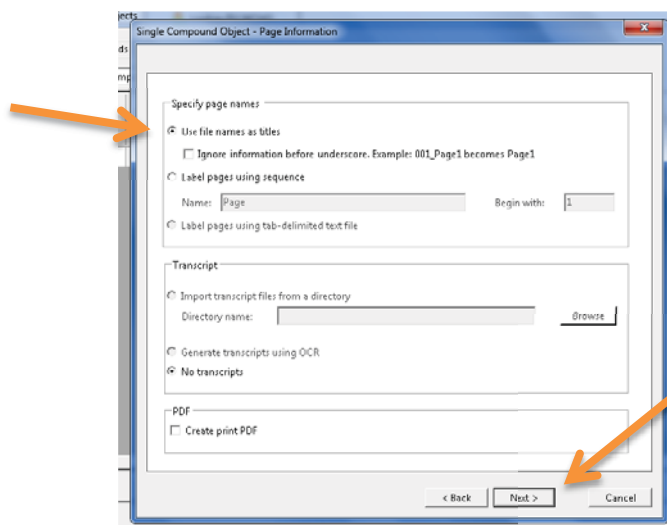 jects
Single Compound Object - Page Information
ds
mp
Specify page names
Use file names as titles
Ignore information before underscore. Example: 001_Page1 becomes Page1
Label pages using sequence
Name: Page Begin with: 1
Label pages using tab-delimited text file
Transcript
Import transcript files from a directory
Directory name: Browse
Generate transcripts using OCR
No transcripts
PDF
Create print PDF
< Back Next > Cancel